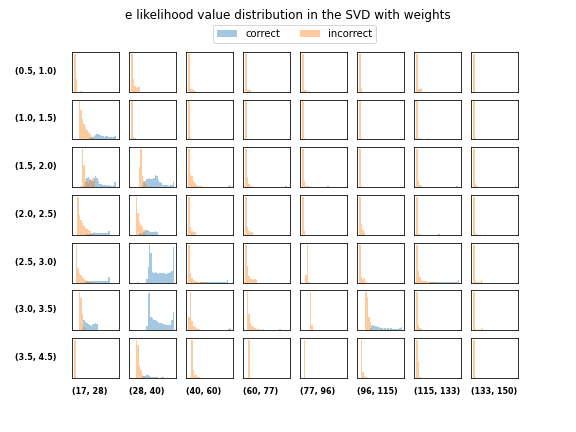 e likelihood value distribution in the SVD with weights
correct incorrect
(0.5, 1.0)
(1.0, 1.5)
(1.5, 2.0)
(2.0, 2.5)
(2.5, 3.0)
(3.0, 3.5)
(3.5, 4.5)
(17, 28) (28, 40) (40, 60) (60, 77) (77, 96) (96, 115) (115, 133) (133, 150)